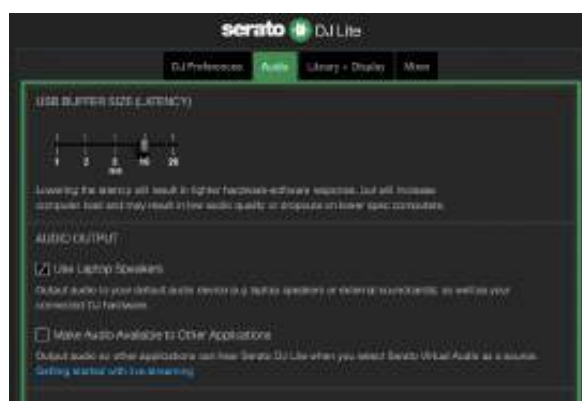 serato DJ Lite
DJ Preferences Audio Library + Display Mixer
USB BUFFER SIZE (LATENCY)
1 2 5 10 20
ms
Lowering the latency will result in tighter hardware-software response, but will increase
computer load and may result in low audio quality or dropouts on lower spec computers.
AUDIO OUTPUT
Use Laptop Speakers
Output audio to your default audio device (e.g laptop speakers or external soundcards), as well as your
connected DJ hardware.
Make Audio Available to Other Applications
Output audio so other applications can hear Serato DJ Lite when you select Serato Virtual Audio as a source.
Getting started with live streaming